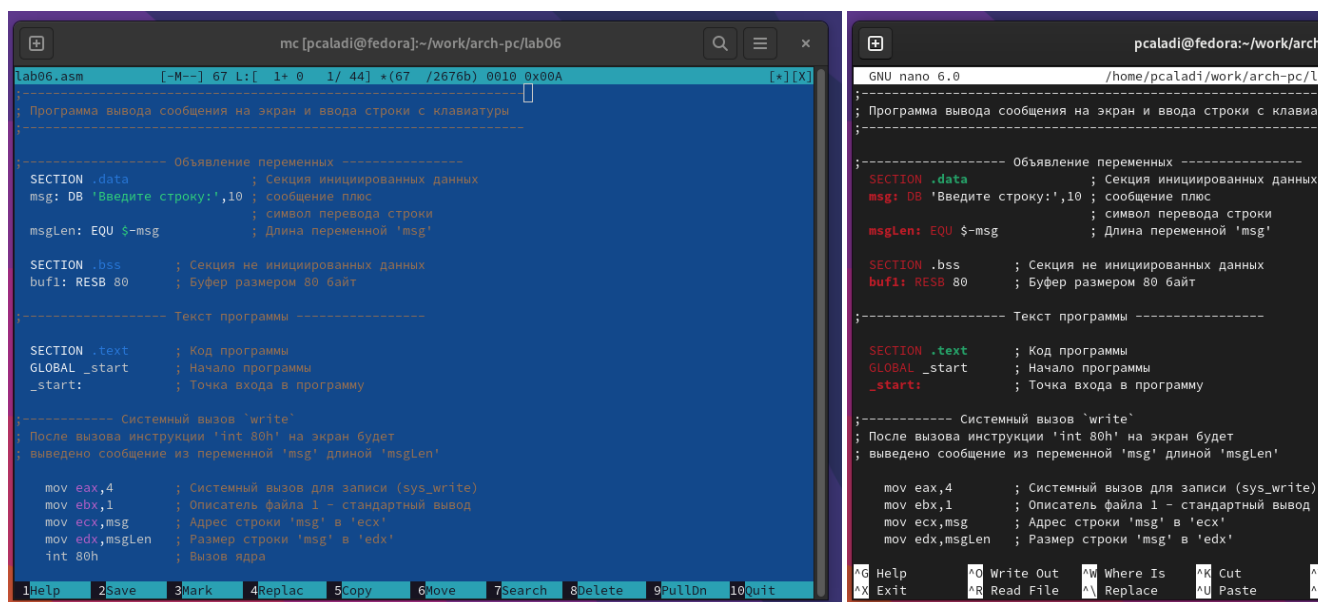 mc [pcaladi@fedora]:~/work/arch-pc/lab06
lab06.asm [-M--] 67 L:[ 1+ 0 1/ 44] *(67 /2676b) 0010 0x00A [*][X]
;-------------------------------------------------------------------
; Программа вывода сообщения на экран и ввода строки с клавиатуры
;-------------------------------------------------------------------
;------------------- Объявление переменных ----------------
SECTION .data ; Секция инициированных данных
msg: DB 'Введите строку:',10 ; сообщение плюс
; символ перевода строки
msgLen: EQU $-msg ; Длина переменной 'msg'
SECTION .bss ; Секция не инициированных данных
buf1: RESB 80 ; Буфер размером 80 байт
;------------------- Текст программы -----------------
SECTION .text ; Код программы
GLOBAL _start ; Начало программы
_start: ; Точка входа в программу
;------------ Системный вызов `write`
; После вызова инструкции 'int 80h' на экран будет
; выведено сообщение из переменной 'msg' длиной 'msgLen'
mov eax,4 ; Системный вызов для записи (sys_write)
mov ebx,1 ; Описатель файла 1 - стандартный вывод
mov ecx,msg ; Адрес строки 'msg' в 'ecx'
mov edx,msgLen ; Размер строки 'msg' в 'edx'
int 80h ; Вызов ядра
1Help 2Save 3Mark 4Replac 5Copy 6Move 7Search 8Delete 9PullDn 10Quit
pcaladi@fedora:~/work/arch
GNU nano 6.0 /home/pcaladi/work/arch-pc/l
;-------------------------------------------------------------
; Программа вывода сообщения на экран и ввода строки с клавиа
;-------------------------------------------------------------
;------------------- Объявление переменных ----------------
SECTION .data ; Секция инициированных данных
msg: DB 'Введите строку:',10 ; сообщение плюс
; символ перевода строки
msgLen: EQU $-msg ; Длина переменной 'msg'
SECTION .bss ; Секция не инициированных данных
buf1: RESB 80 ; Буфер размером 80 байт
;------------------- Текст программы -----------------
SECTION .text ; Код программы
GLOBAL _start ; Начало программы
_start: ; Точка входа в программу
;------------ Системный вызов `write`
; После вызова инструкции 'int 80h' на экран будет
; выведено сообщение из переменной 'msg' длиной 'msgLen'
mov eax,4 ; Системный вызов для записи (sys_write)
mov ebx,1 ; Описатель файла 1 - стандартный вывод
mov ecx,msg ; Адрес строки 'msg' в 'ecx'
mov edx,msgLen ; Размер строки 'msg' в 'edx'
^G Help ^O Write Out ^W Where Is ^K Cut
^X Exit ^R Read File ^\ Replace ^U Paste